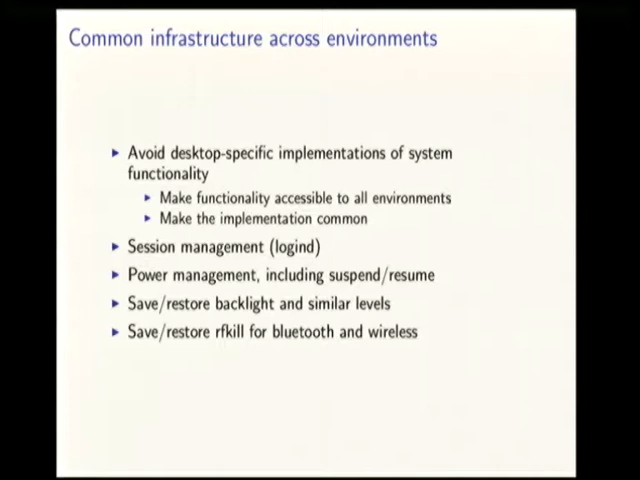 Common infrastructure across environments
Avoid desktop-specific implementations of system
functionality
Make functionality accessible to all environments
Make the implementation common
Session management (logind)
Power management, including suspend/resume
Save/restore backlight and similar levels
Save/restore rfkill for bluetooth and wireless